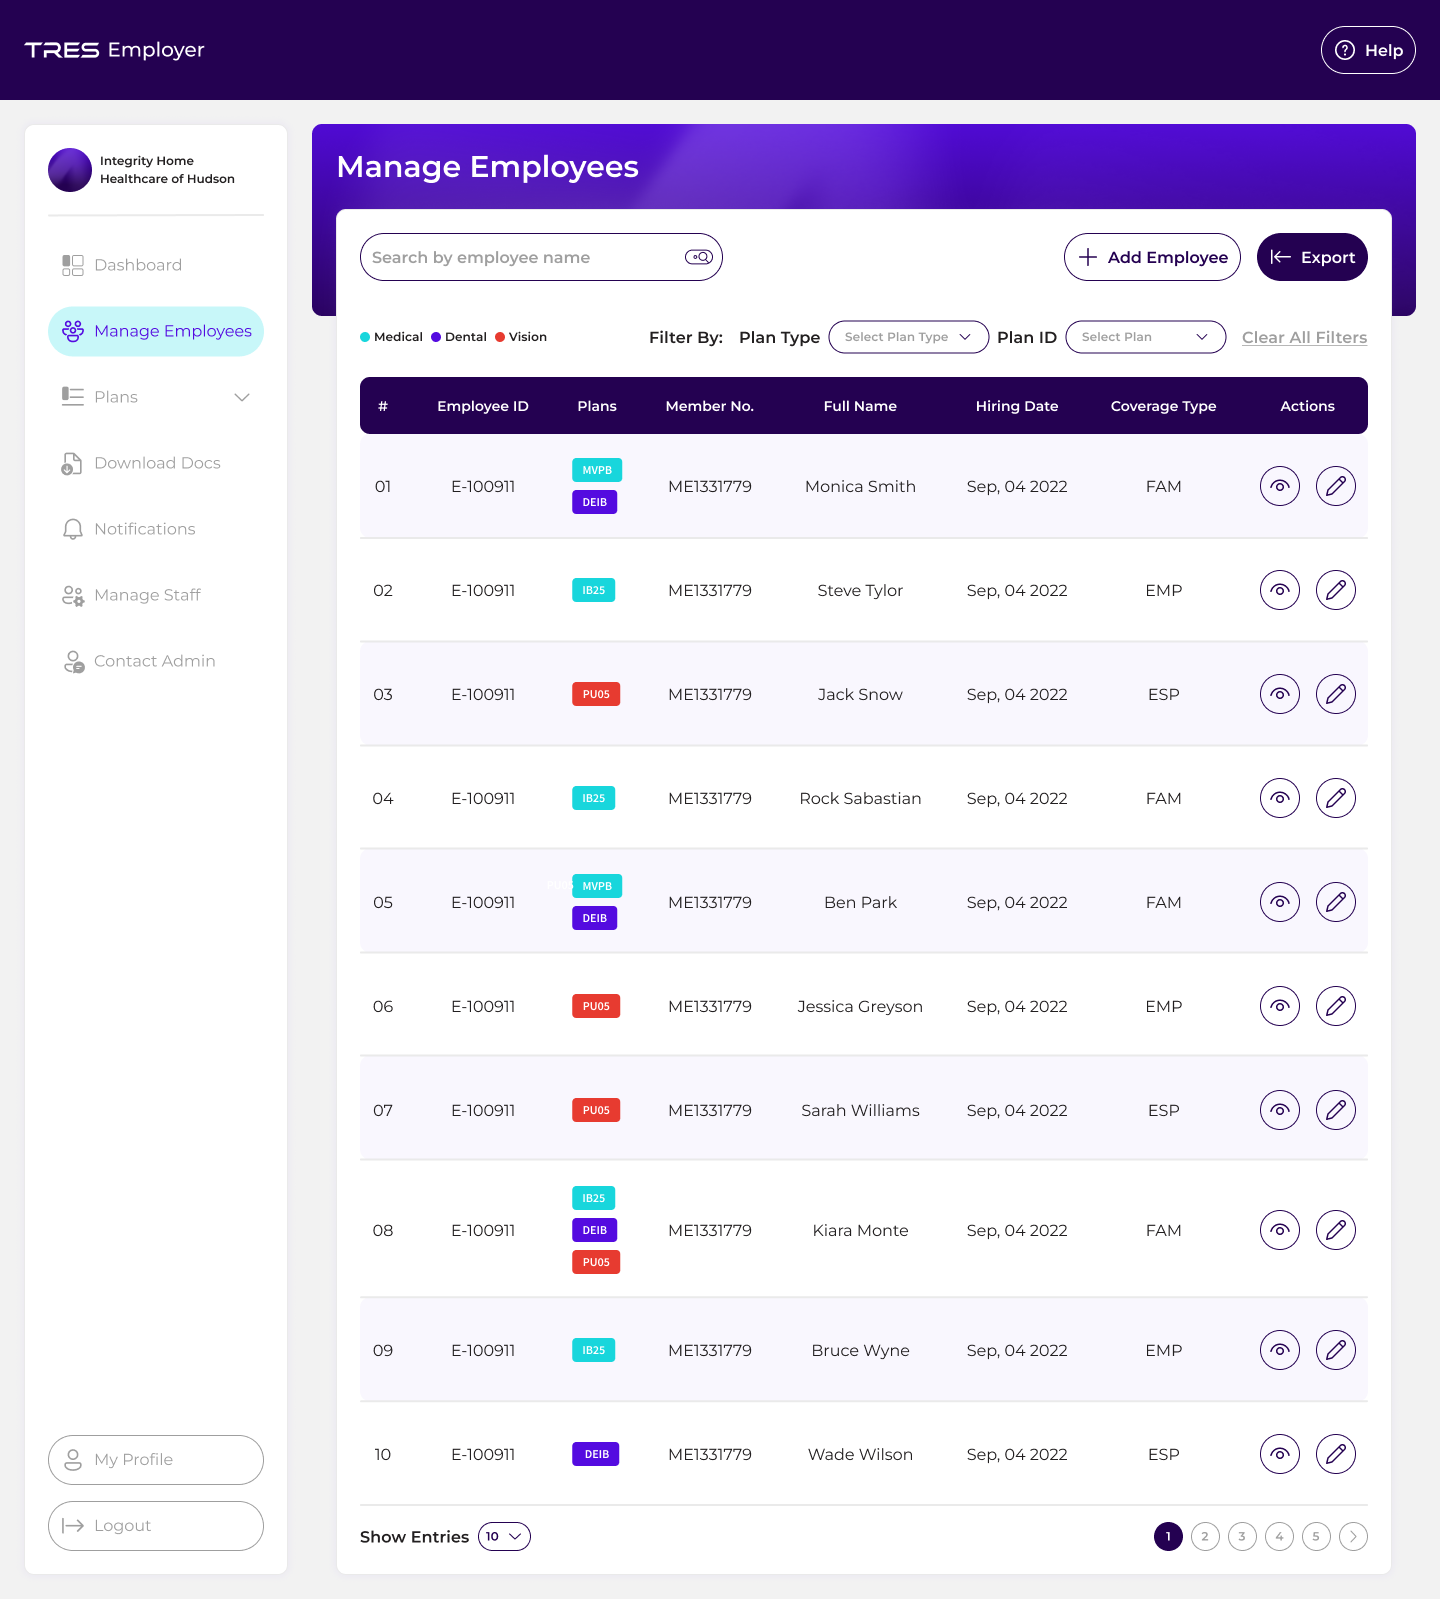 TRES Employer
Help
Integrity Home
Healthcare of Hudson
Dashboard
Manage Employees
Plans
Download Docs
Notifications
Manage Staff
Contact Admin
My Profile
Logout
Manage Employees
Search by employee name
Add Employee
Export
Medical Dental Vision
Filter By: Plan Type Select Plan Type Plan ID Select Plan Clear All Filters
# Employee ID Plans Member No. Full Name Hiring Date Coverage Type Actions
01 E-100911 MVPB DEIB ME1331779 Monica Smith Sep, 04 2022 FAM
02 E-100911 IB25 ME1331779 Steve Tylor Sep, 04 2022 EMP
03 E-100911 PU05 ME1331779 Jack Snow Sep, 04 2022 ESP
04 E-100911 IB25 ME1331779 Rock Sabastian Sep, 04 2022 FAM
05 E-100911 MVPB DEIB ME1331779 Ben Park Sep, 04 2022 FAM
06 E-100911 PU05 ME1331779 Jessica Greyson Sep, 04 2022 EMP
07 E-100911 PU05 ME1331779 Sarah Williams Sep, 04 2022 ESP
08 E-100911 IB25 DEIB PU05 ME1331779 Kiara Monte Sep, 04 2022 FAM
09 E-100911 IB25 ME1331779 Bruce Wyne Sep, 04 2022 EMP
10 E-100911 DEIB ME1331779 Wade Wilson Sep, 04 2022 ESP
Show Entries 10
1 2 3 4 5